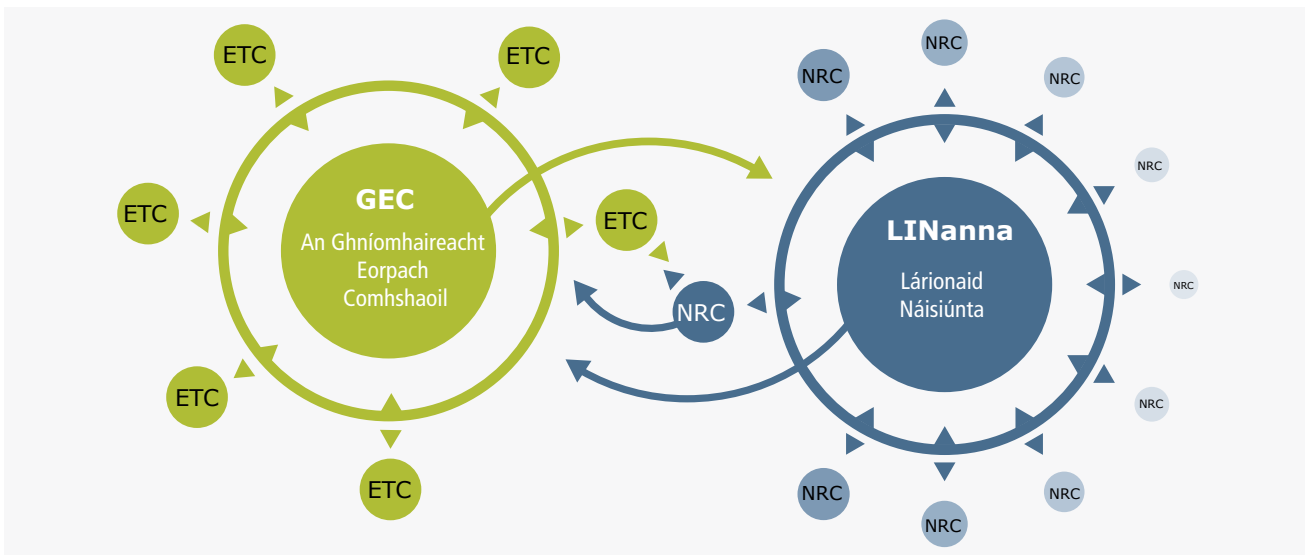 ETC
ETC
ETC
ETC
ETC
ETC
GEC
An Ghníomhaireacht
Eorpach
Comhshaoil
NRC
LINanna
Lárionaid
Náisiúnta
NRC
NRC
NRC
NRC
NRC
NRC
NRC
NRC
NRC